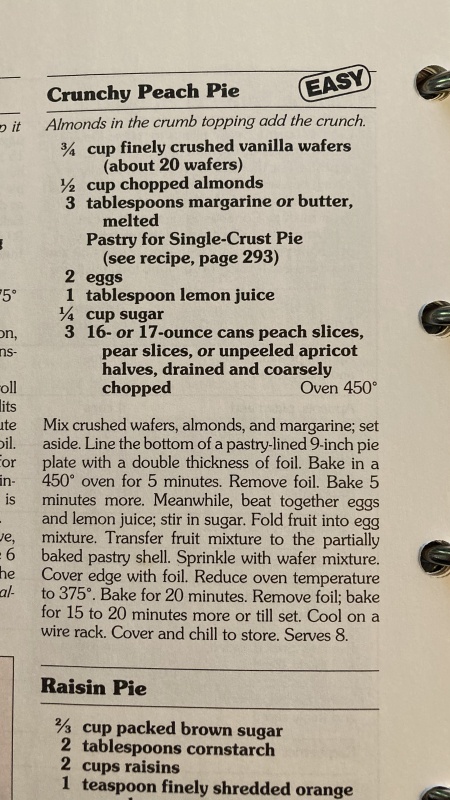 Crunchy Peach Pie
EASY
Almonds in the crumb topping add the crunch.
¾ cup finely crushed vanilla wafers
(about 20 wafers)
½ cup chopped almonds
3 tablespoons margarine or butter,
melted
Pastry for Single-Crust Pie
(see recipe, page 293)
2 eggs
1 tablespoon lemon juice
¼ cup sugar
3 16- or 17-ounce cans peach slices,
pear slices, or unpeeled apricot
halves, drained and coarsely
chopped Oven 450°
Mix crushed wafers, almonds, and margarine; set
aside. Line the bottom of a pastry-lined 9-inch pie
plate with a double thickness of foil. Bake in a
450° oven for 5 minutes. Remove foil. Bake 5
minutes more. Meanwhile, beat together eggs
and lemon juice; stir in sugar. Fold fruit into egg
mixture. Transfer fruit mixture to the partially
baked pastry shell. Sprinkle with wafer mixture.
Cover edge with foil. Reduce oven temperature
to 375°. Bake for 20 minutes. Remove foil; bake
for 15 to 20 minutes more or till set. Cool on a
wire rack. Cover and chill to store. Serves 8.
Raisin Pie
⅔ cup packed brown sugar
2 tablespoons cornstarch
2 cups raisins
1 teaspoon finely shredded orange